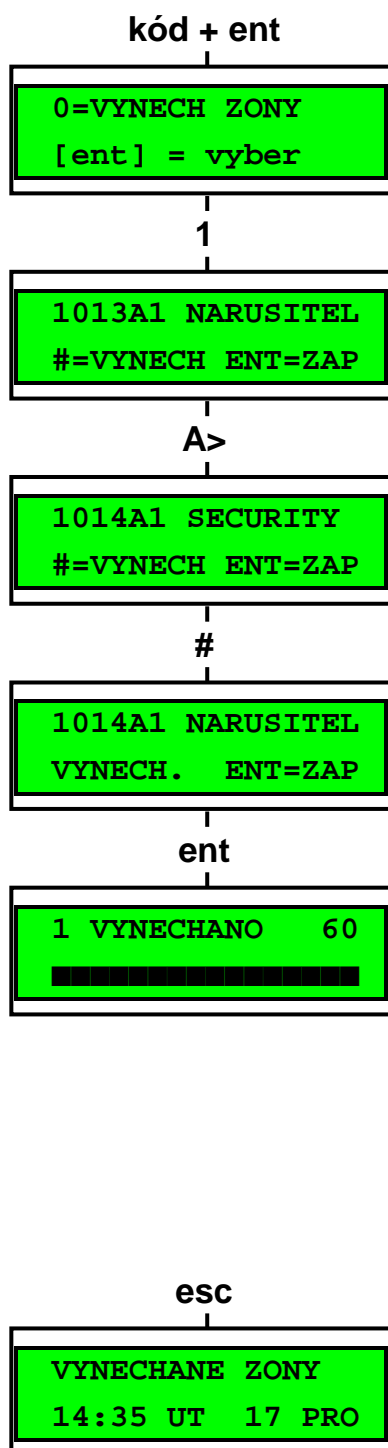 kód + ent
0=VYNECH ZONY
[ent] = vyber
1
1013A1 NARUSITEL
#=VYNECH ENT=ZAP
A>
1014A1 SECURITY
#=VYNECH ENT=ZAP
#
1014A1 NARUSITEL
VYNECH. ENT=ZAP
ent
1 VYNECHANO 60
esc
VYNECHANE ZONY
14:35 UT 17 PRO